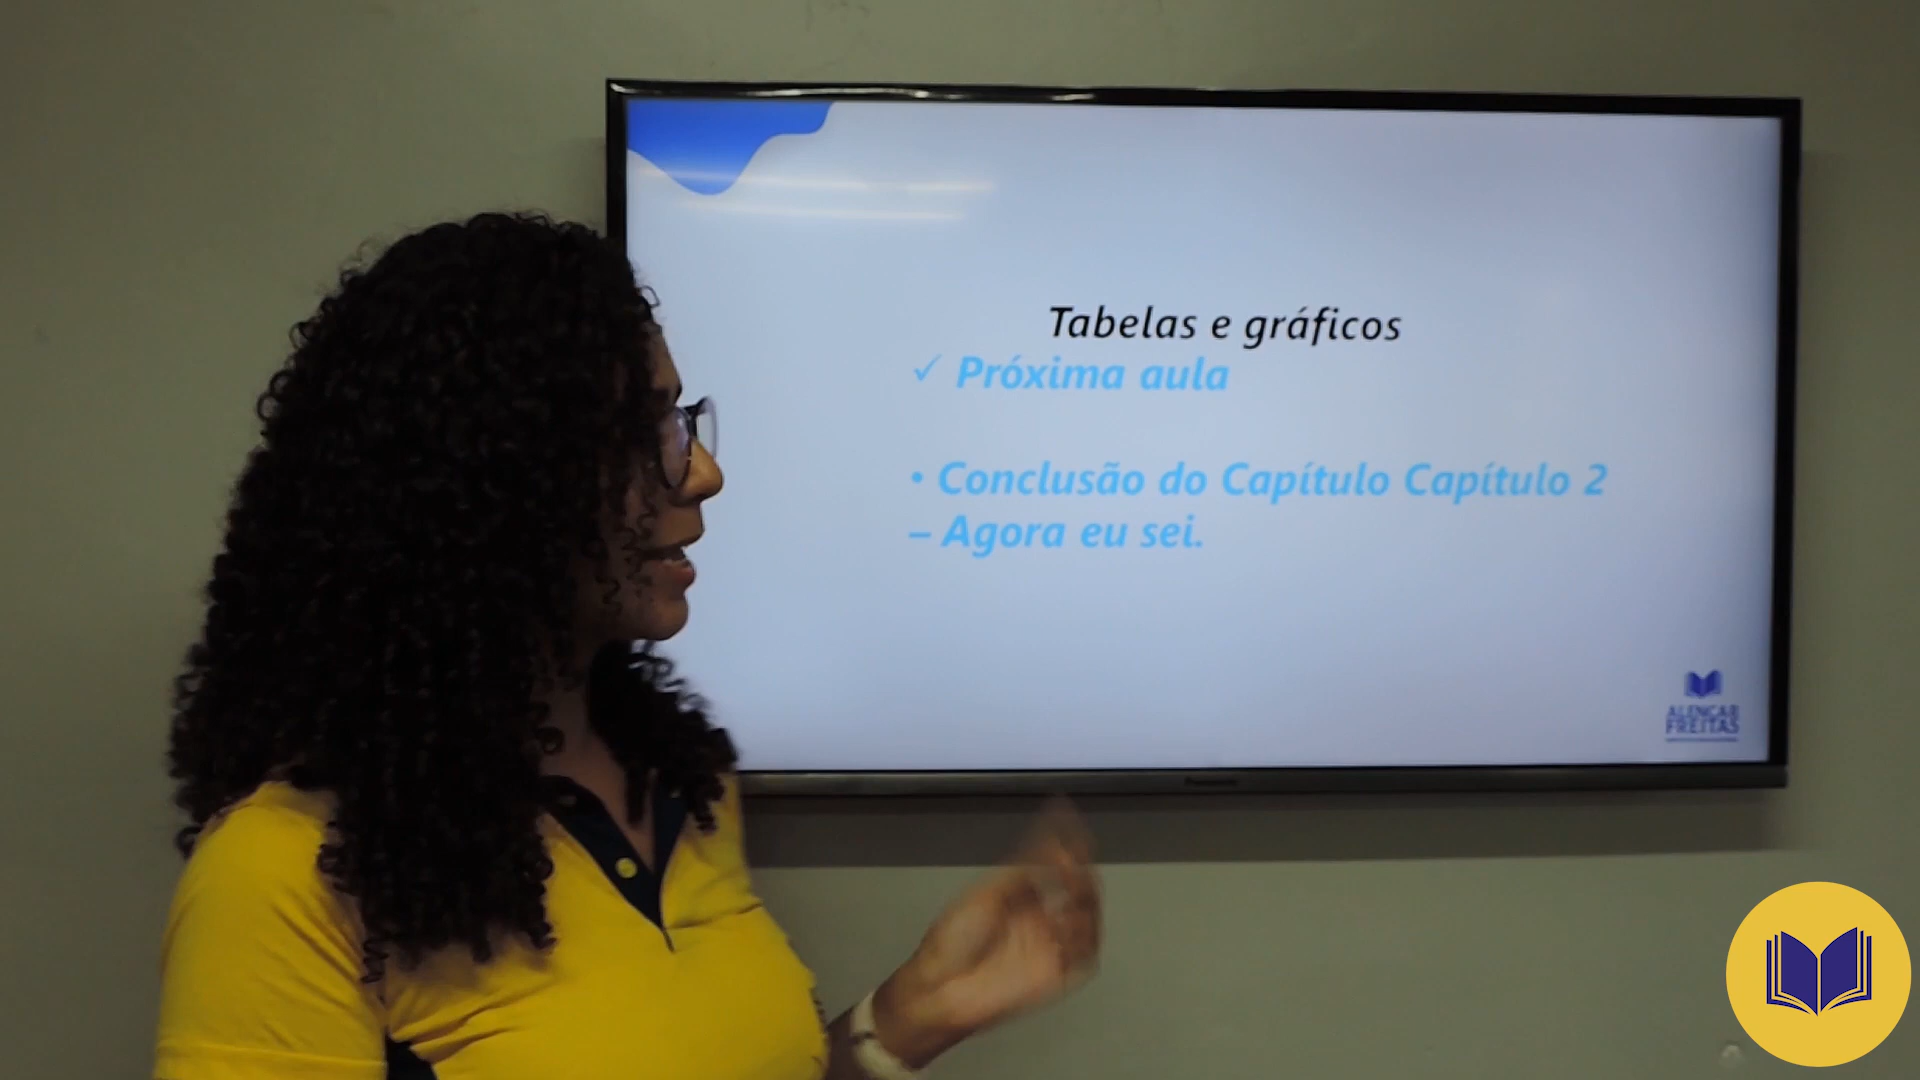 Tabelas e gráficos
✓ Próxima aula
• Conclusão do Capítulo Capítulo 2
– Agora eu sei.
ALENCAR
FREITAS